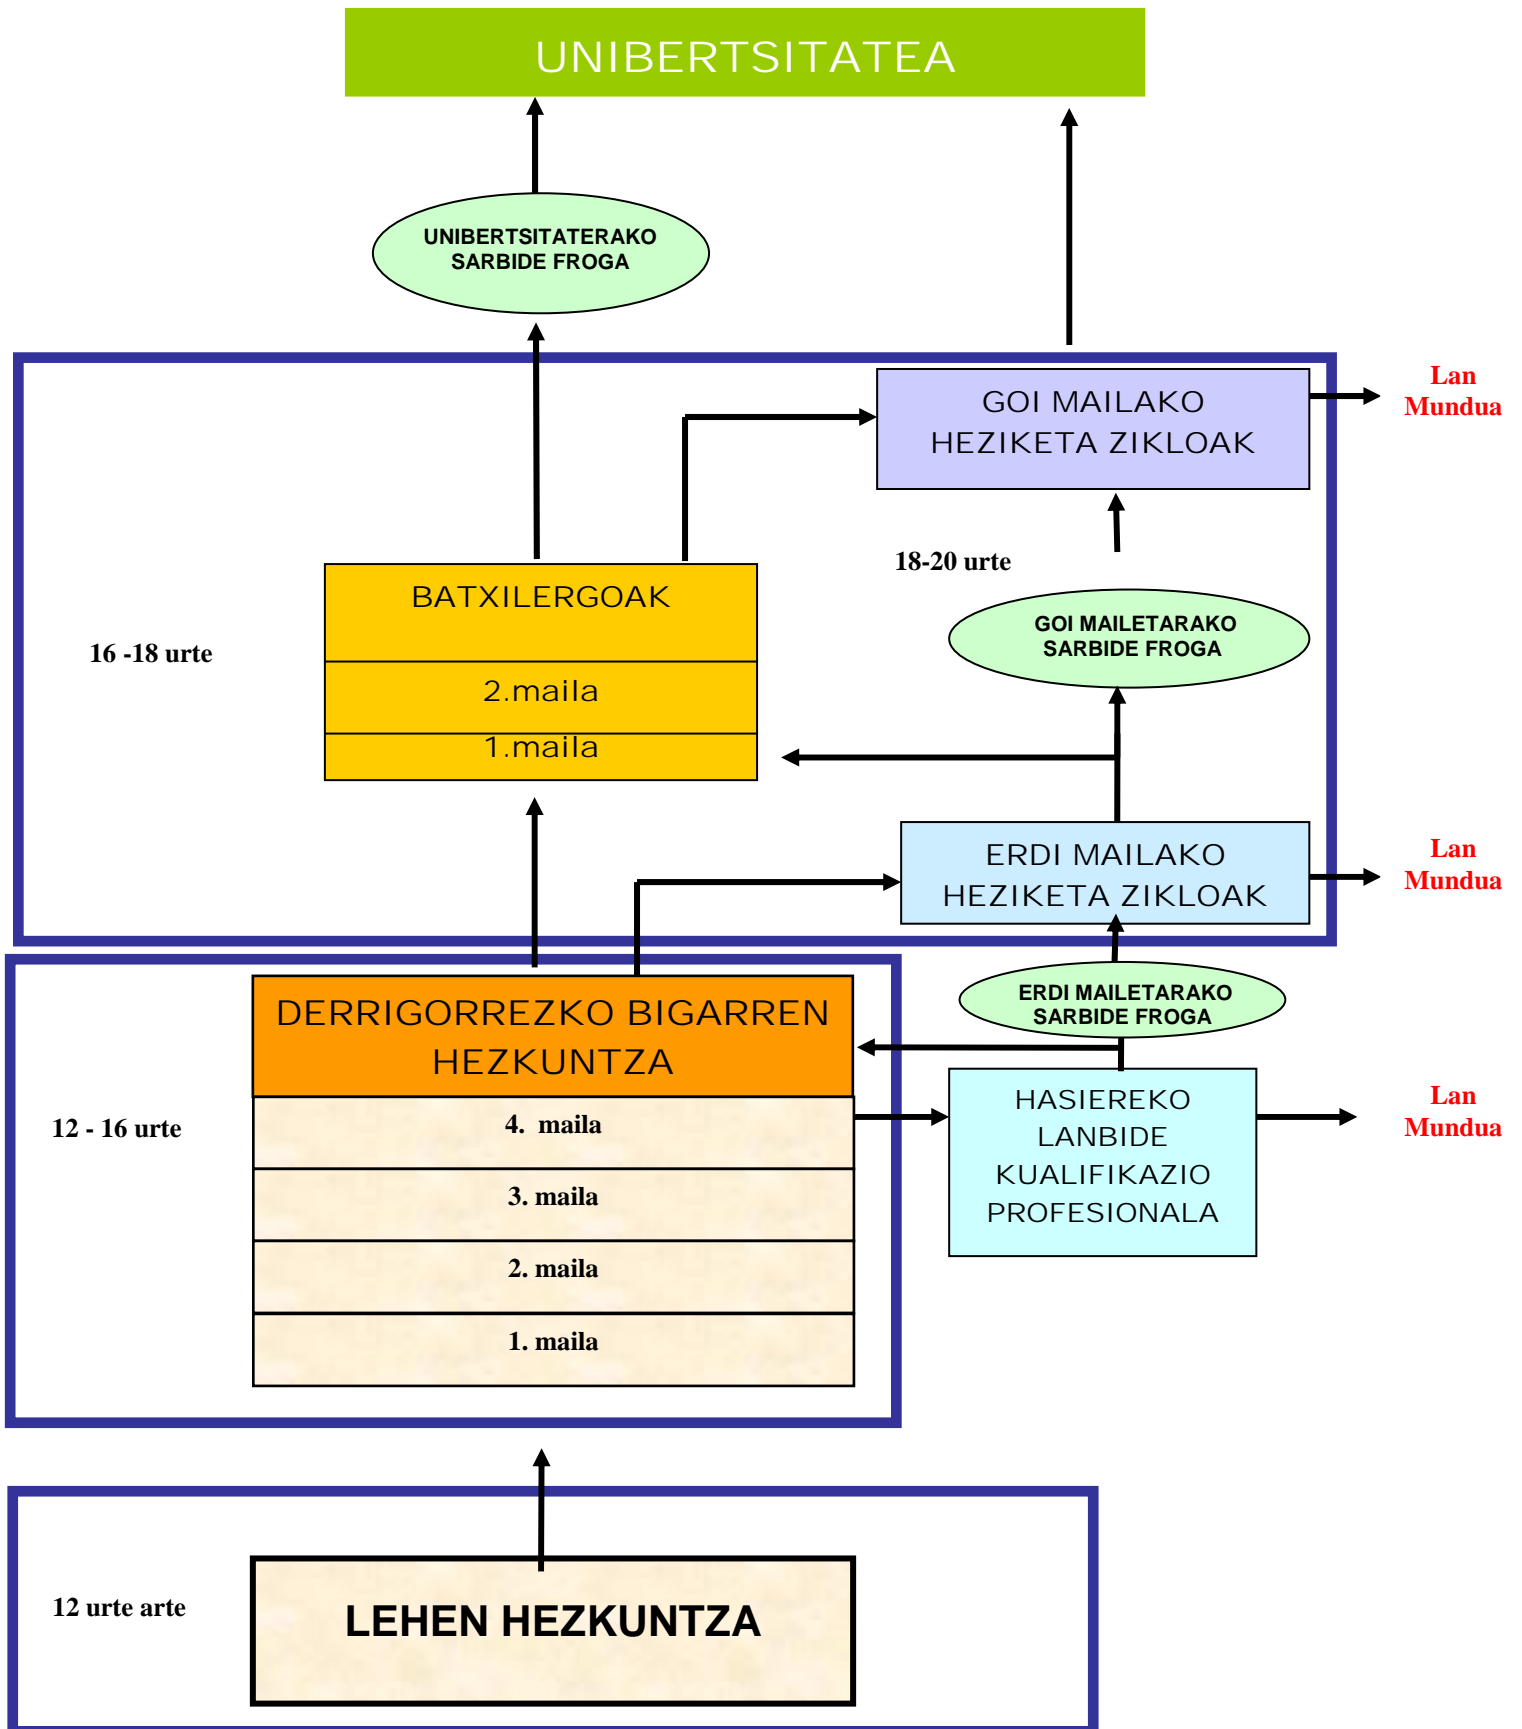 UNIBERTSITATEA
UNIBERTSITATERAKO
SARBIDE FROGA
GOI MAILAKO
HEZIKETA ZIKLOAK
Lan
Mundua
18-20 urte
BATXILERGOAK
2.maila
1.maila
16 -18 urte
GOI MAILETARAKO
SARBIDE FROGA
ERDI MAILAKO
HEZIKETA ZIKLOAK
Lan
Mundua
DERRIGORREZKO BIGARREN
HEZKUNTZA
ERDI MAILETARAKO
SARBIDE FROGA
12 - 16 urte
4.  maila
3. maila
2. maila
1. maila
HASIEREKO
LANBIDE
KUALIFIKAZIO
PROFESIONALA
Lan
Mundua
12 urte arte
LEHEN HEZKUNTZA